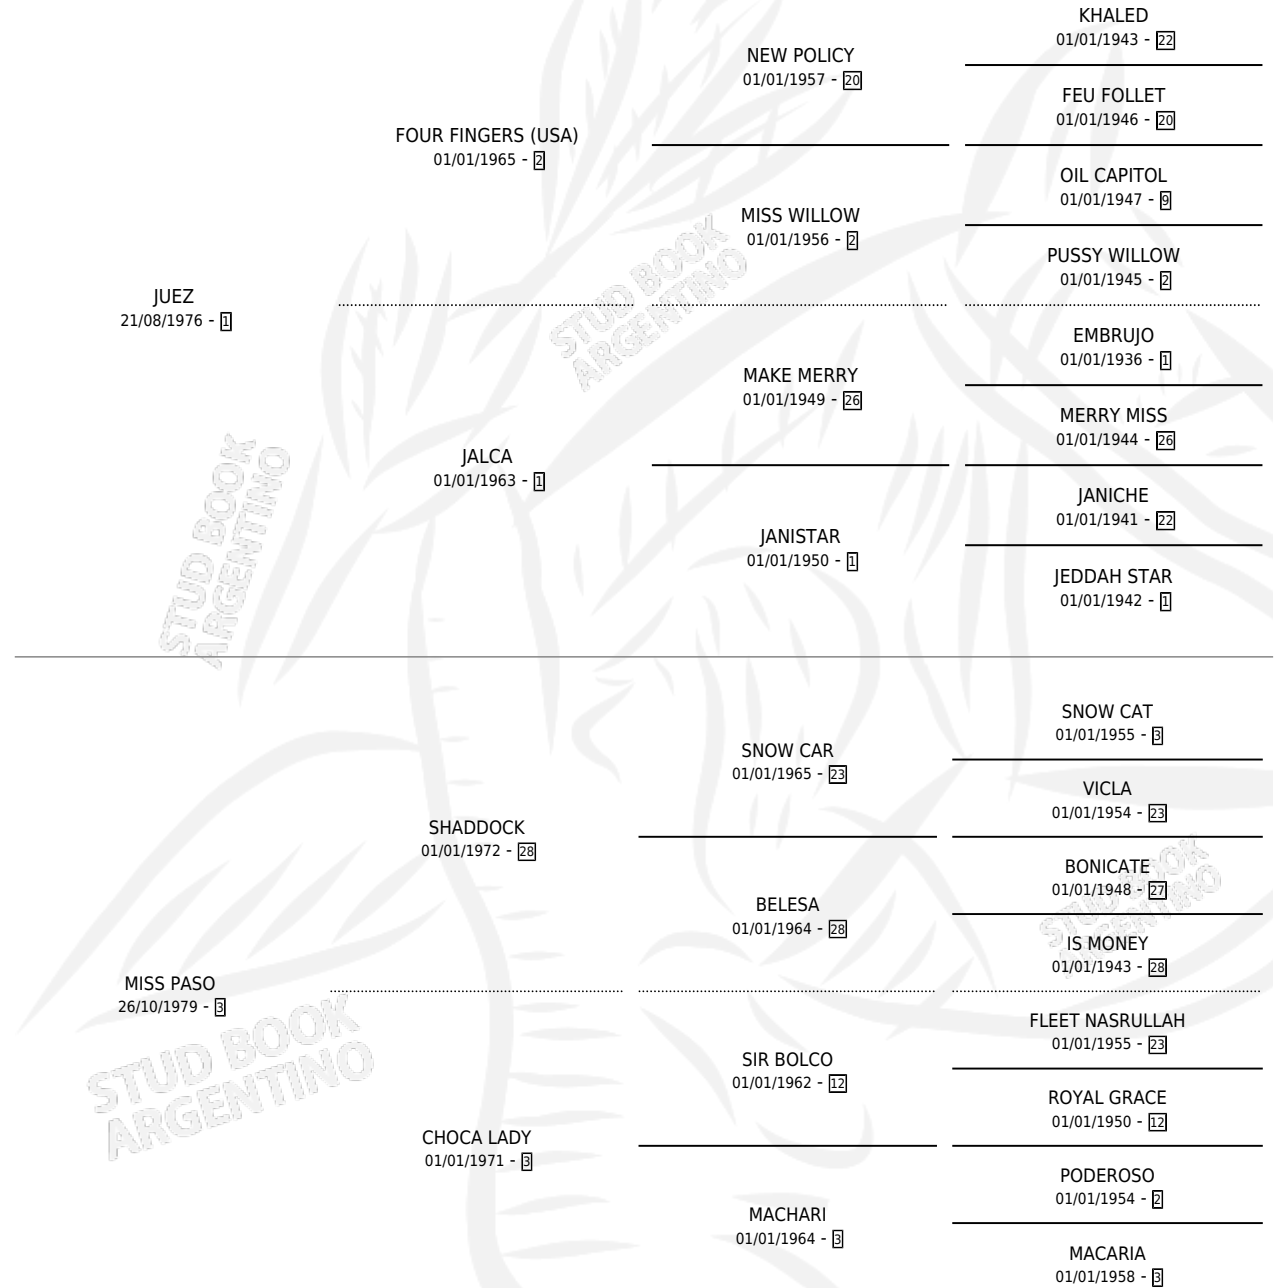 KHALED
01/01/1943 - 22
NEW POLICY
01/01/1957 - 20
FEU FOLLET
01/01/1946 - 20
FOUR FINGERS (USA)
01/01/1965 - 2
OIL CAPITOL
01/01/1947 - 9
MISS WILLOW
01/01/1956 - 2
PUSSY WILLOW
01/01/1945 - 2
JUEZ
21/08/1976 - 1
EMBRUJO
01/01/1936 - 1
MAKE MERRY
01/01/1949 - 26
MERRY MISS
01/01/1944 - 26
JALCA
01/01/1963 - 1
JANICHE
01/01/1941 - 22
JANISTAR
01/01/1950 - 1
JEDDAH STAR
01/01/1942 - 1
SNOW CAT
01/01/1955 - 3
SNOW CAR
01/01/1965 - 23
VICLA
01/01/1954 - 23
SHADDOCK
01/01/1972 - 28
BONICATE
01/01/1948 - 27
BELESA
01/01/1964 - 28
IS MONEY
01/01/1943 - 28
MISS PASO
26/10/1979 - 3
FLEET NASRULLAH
01/01/1955 - 23
SIR BOLCO
01/01/1962 - 12
ROYAL GRACE
01/01/1950 - 12
CHOCA LADY
01/01/1971 - 3
PODEROSO
01/01/1954 - 2
MACHARI
01/01/1964 - 3
MACARIA
01/01/1958 - 3
STUD BOOK
ARGENTINO
STUD BOOK
ARGENTINO
STUD BOOK
ARGENTINO
STUD BOOK
ARGENTINO